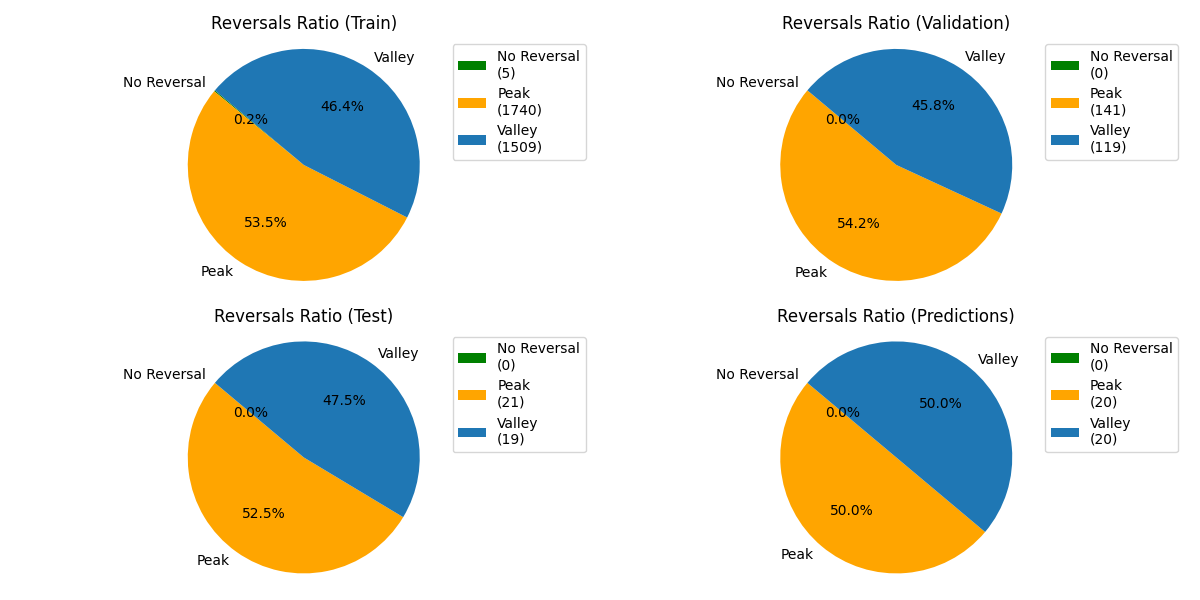 Reversals Ratio (Train)
Valley
No Reversal
46.4%
0.2%
53.5%
Peak
No Reversal
(5)
Peak
(1740)
Valley
(1509)
Reversals Ratio (Validation)
Valley
No Reversal
45.8%
0.0%
54.2%
Peak
No Reversal
(0)
Peak
(141)
Valley
(119)
Reversals Ratio (Test)
Valley
No Reversal
47.5%
0.0%
52.5%
Peak
No Reversal
(0)
Peak
(21)
Valley
(19)
Reversals Ratio (Predictions)
Valley
No Reversal
50.0%
0.0%
50.0%
Peak
No Reversal
(0)
Peak
(20)
Valley
(20)